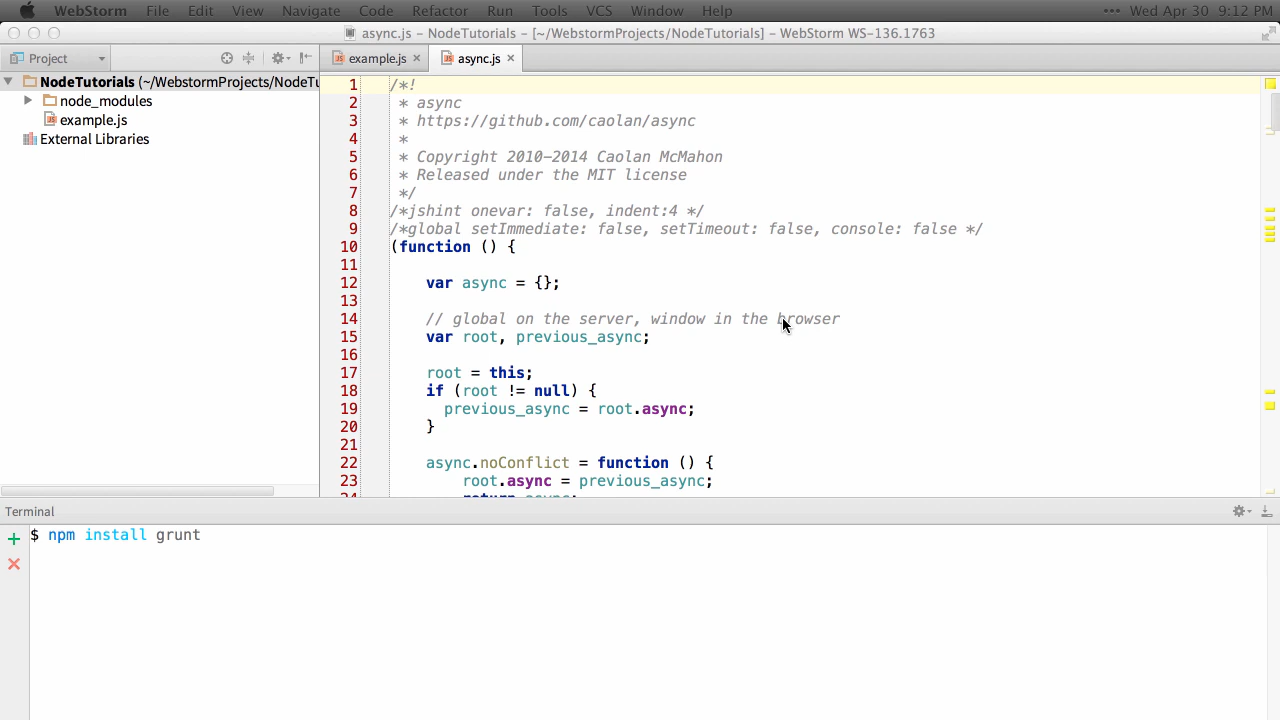 WebStorm File Edit View Navigate Code Refactor Run Tools VCS Window Help ••• Wed Apr 30 9:12 PM
async.js - NodeTutorials - [~/WebstormProjects/NodeTutorials] - WebStorm WS-136.1763
Project
example.js
async.js
NodeTutorials (~/WebstormProjects/NodeTu
node_modules
example.js
External Libraries
1 /*!
2 * async
3 * https://github.com/caolan/async
4 *
5 * Copyright 2010-2014 Caolan McMahon
6 * Released under the MIT license
7 */
8 /*jshint onevar: false, indent:4 */
9 /*global setImmediate: false, setTimeout: false, console: false */
10 (function () {
11
12 var async = {};
13
14 // global on the server, window in the browser
15 var root, previous_async;
16
17 root = this;
18 if (root != null) {
19 previous_async = root.async;
20 }
21
22 async.noConflict = function () {
23 root.async = previous_async;
24 return async;
Terminal
$ npm install grunt